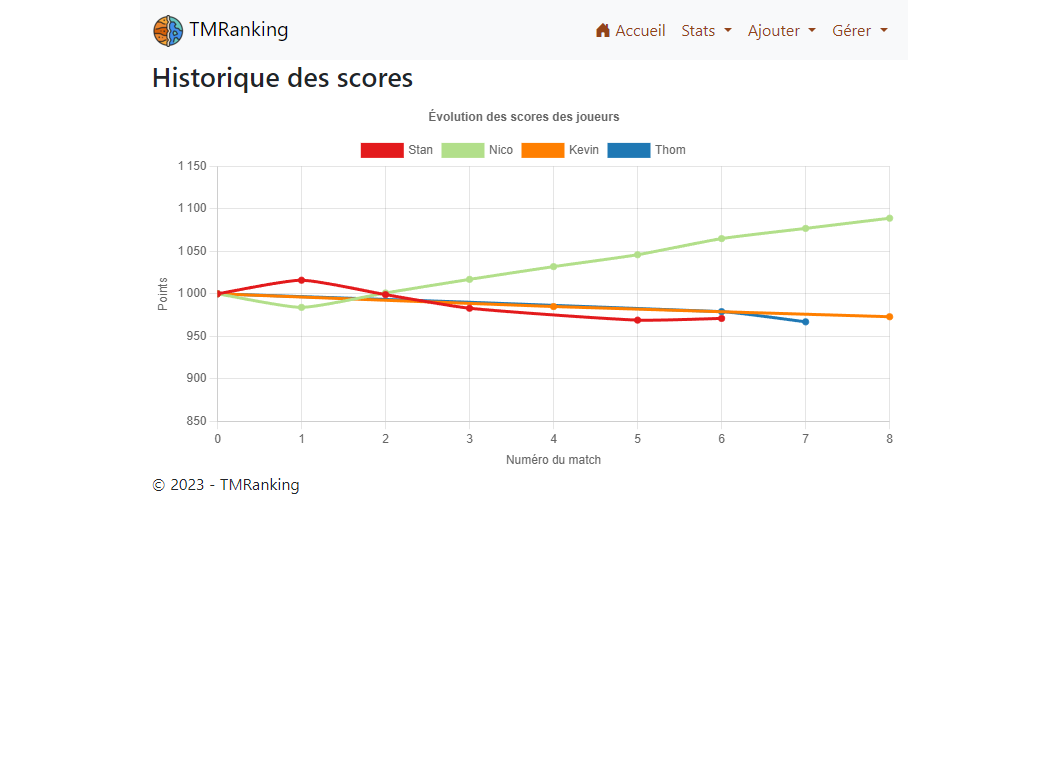 TMRanking Accueil Stats Ajouter Gérer
Historique des scores
Évolution des scores des joueurs
Stan Nico Kevin Thom
1 150
1 100
1 050
1 000
950
900
850
Points
0 1 2 3 4 5 6 7 8
Numéro du match
© 2023 - TMRanking